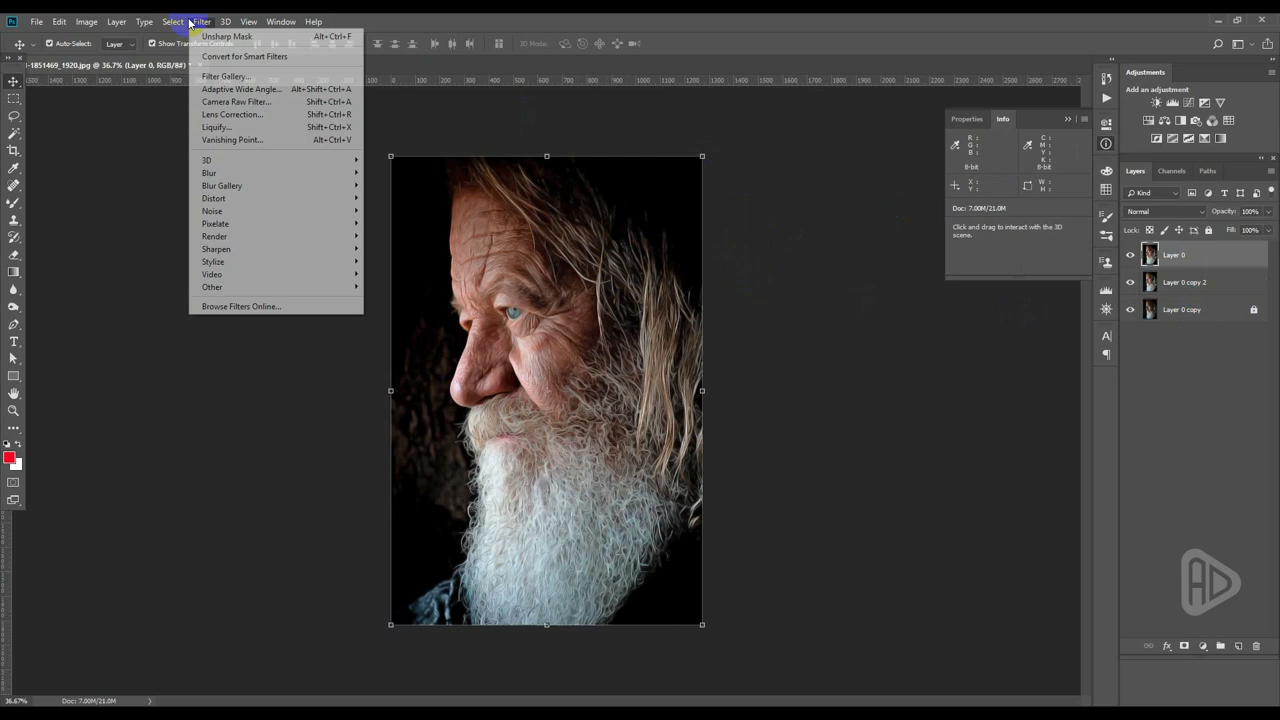 Ps File Edit Image Layer Type Select Filter 3D View Window Help
Auto-Select: Layer Show Transform Controls 3D Mode:
l-1851469_1920.jpg @ 36.7% (Layer 0, RGB/8#) * ×
Unsharp Mask Alt+Ctrl+F
Convert for Smart Filters
Filter Gallery...
Adaptive Wide Angle... Alt+Shift+Ctrl+A
Camera Raw Filter... Shift+Ctrl+A
Lens Correction... Shift+Ctrl+R
Liquify... Shift+Ctrl+X
Vanishing Point... Alt+Ctrl+V
3D
Blur
Blur Gallery
Distort
Noise
Pixelate
Render
Sharpen
Stylize
Video
Other
Browse Filters Online...
Properties Info
R :
G :
B :
8-bit
C :
M :
Y :
K :
8-bit
X :
Y :
W :
H :
Doc: 7.00M/21.0M
Click and drag to interact with the 3D
scene.
Adjustments
Add an adjustment
Layers Channels Paths
Kind
Normal Opacity: 100%
Lock: Fill: 100%
Layer 0
Layer 0 copy 2
Layer 0 copy
AD
36.67% Doc: 7.00M/21.0M